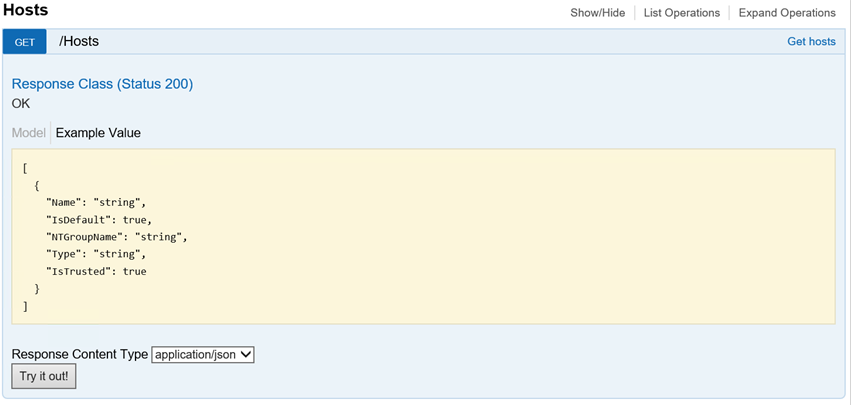 Hosts
Show/Hide List Operations Expand Operations
GET /Hosts Get hosts
Response Class (Status 200)
OK
Model Example Value
[
  {
    "Name": "string",
    "IsDefault": true,
    "NTGroupName": "string",
    "Type": "string",
    "IsTrusted": true
  }
]
Response Content Type application/json
Try it out!